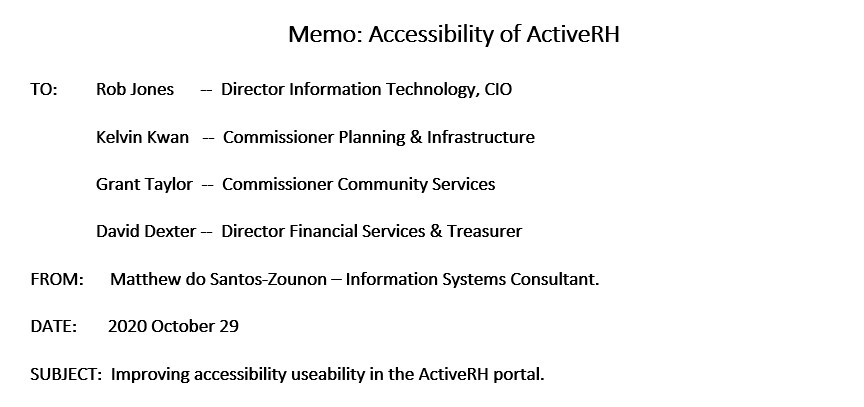 Memo: Accessibility of ActiveRH
TO: Rob Jones -- Director Information Technology, CIO
Kelvin Kwan -- Commissioner Planning & Infrastructure
Grant Taylor -- Commissioner Community Services
David Dexter -- Director Financial Services & Treasurer
FROM: Matthew do Santos-Zounon – Information Systems Consultant.
DATE: 2020 October 29
SUBJECT: Improving accessibility useability in the ActiveRH portal.